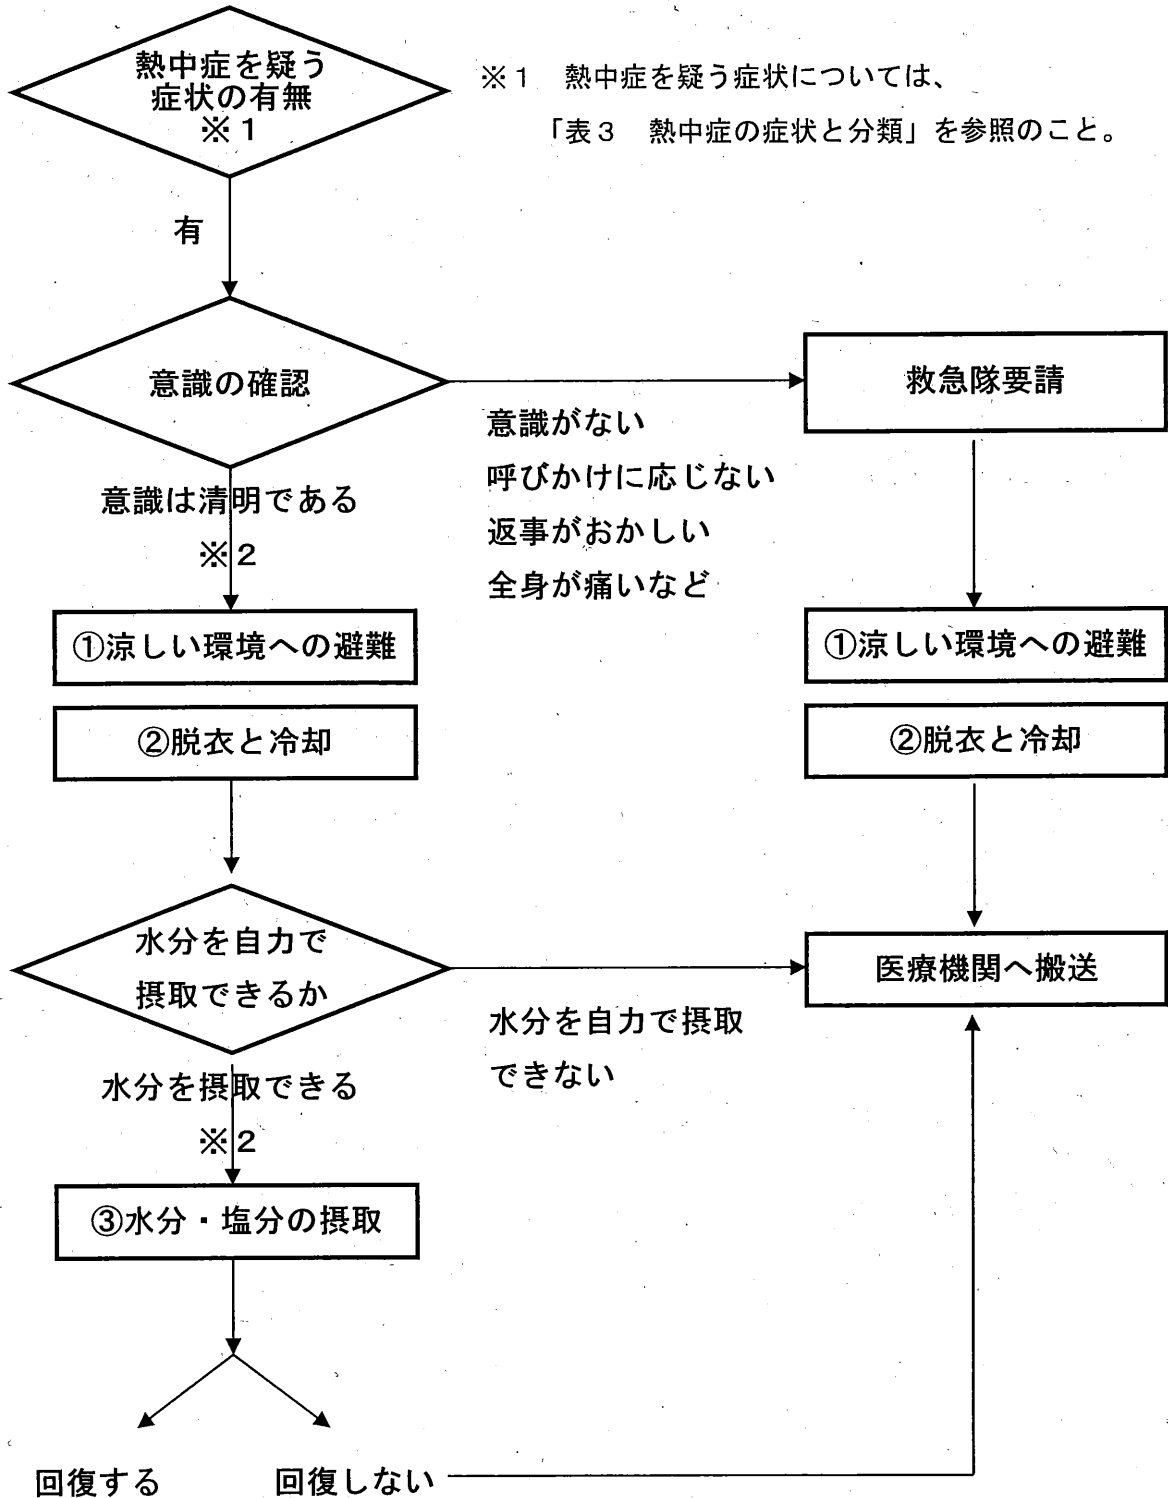 熱中症を疑う
症状の有無
※1
※1　熱中症を疑う症状については、
「表3　熱中症の症状と分類」を参照のこと。
有
意識の確認
救急隊要請
意識がない
呼びかけに応じない
返事がおかしい
全身が痛いなど
意識は清明である
※2
①涼しい環境への避難
①涼しい環境への避難
②脱衣と冷却
②脱衣と冷却
水分を自力で
摂取できるか
医療機関へ搬送
水分を自力で摂取
できない
水分を摂取できる
※2
③水分・塩分の摂取
回復する
回復しない